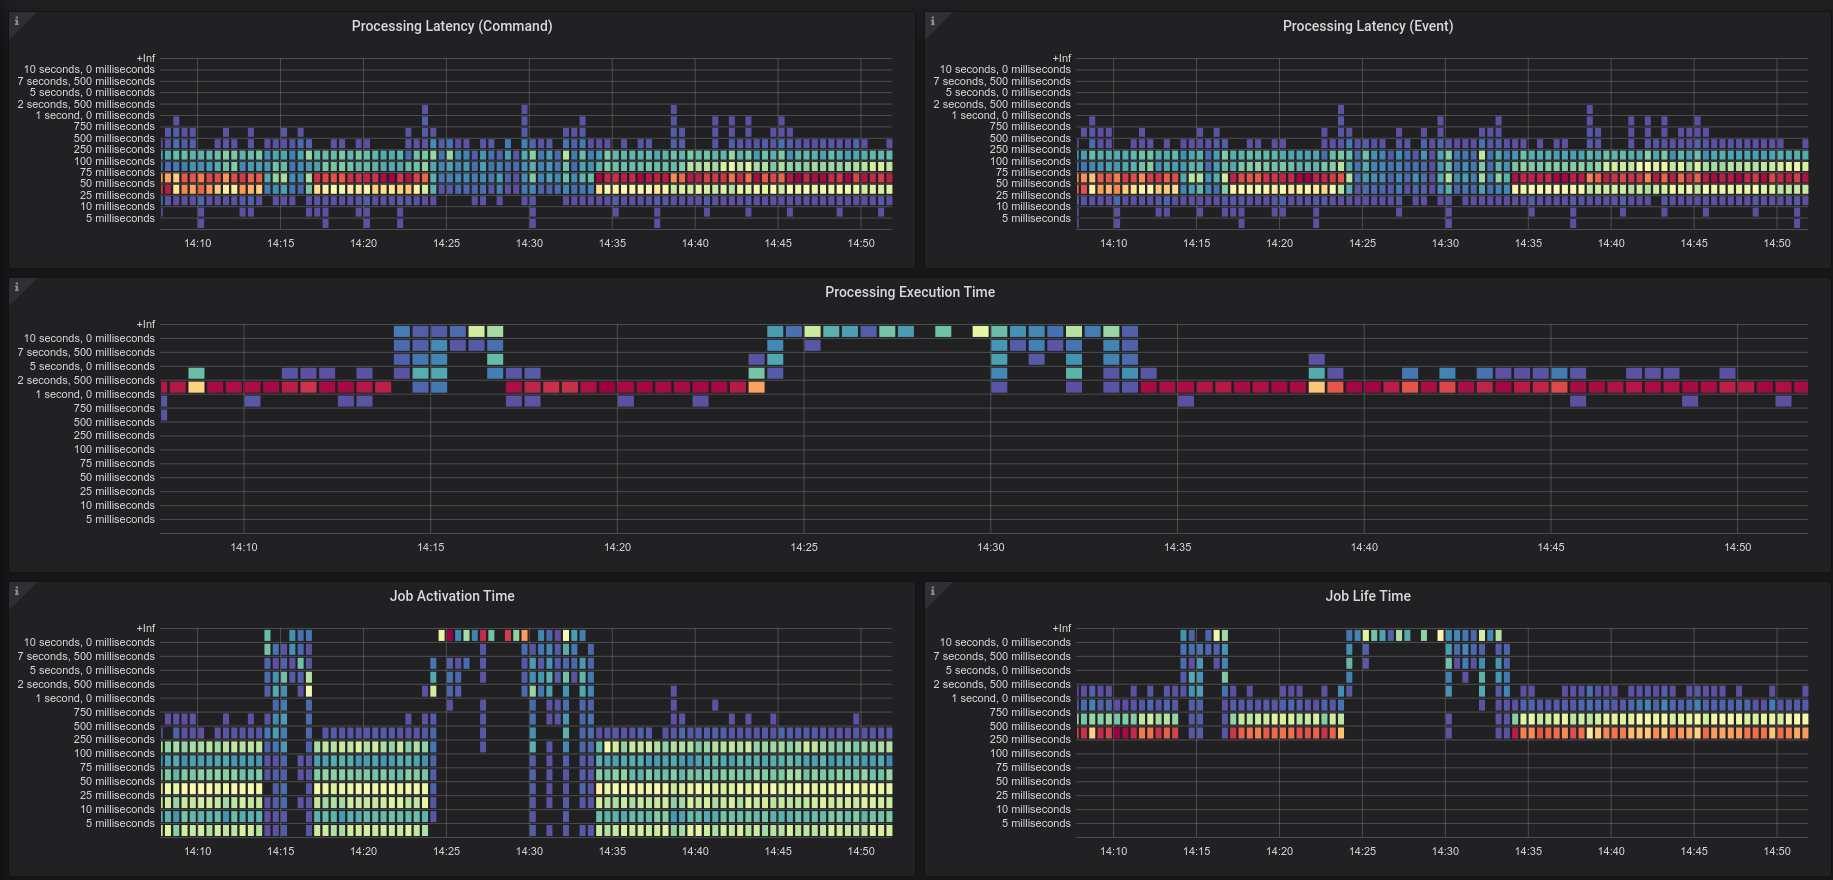 Processing Latency (Command)
+Inf
10 seconds, 0 milliseconds
7 seconds, 500 milliseconds
5 seconds, 0 milliseconds
2 seconds, 500 milliseconds
1 second, 0 milliseconds
750 milliseconds
500 milliseconds
250 milliseconds
100 milliseconds
75 milliseconds
50 milliseconds
25 milliseconds
10 milliseconds
5 milliseconds
14:10 14:15 14:20 14:25 14:30 14:35 14:40 14:45 14:50
Processing Latency (Event)
+Inf
10 seconds, 0 milliseconds
7 seconds, 500 milliseconds
5 seconds, 0 milliseconds
2 seconds, 500 milliseconds
1 second, 0 milliseconds
750 milliseconds
500 milliseconds
250 milliseconds
100 milliseconds
75 milliseconds
50 milliseconds
25 milliseconds
10 milliseconds
5 milliseconds
14:10 14:15 14:20 14:25 14:30 14:35 14:40 14:45 14:50
Processing Execution Time
+Inf
10 seconds, 0 milliseconds
7 seconds, 500 milliseconds
5 seconds, 0 milliseconds
2 seconds, 500 milliseconds
1 second, 0 milliseconds
750 milliseconds
500 milliseconds
250 milliseconds
100 milliseconds
75 milliseconds
50 milliseconds
25 milliseconds
10 milliseconds
5 milliseconds
14:10 14:15 14:20 14:25 14:30 14:35 14:40 14:45 14:50
Job Activation Time
+Inf
10 seconds, 0 milliseconds
7 seconds, 500 milliseconds
5 seconds, 0 milliseconds
2 seconds, 500 milliseconds
1 second, 0 milliseconds
750 milliseconds
500 milliseconds
250 milliseconds
100 milliseconds
75 milliseconds
50 milliseconds
25 milliseconds
10 milliseconds
5 milliseconds
14:10 14:15 14:20 14:25 14:30 14:35 14:40 14:45 14:50
Job Life Time
+Inf
10 seconds, 0 milliseconds
7 seconds, 500 milliseconds
5 seconds, 0 milliseconds
2 seconds, 500 milliseconds
1 second, 0 milliseconds
750 milliseconds
500 milliseconds
250 milliseconds
100 milliseconds
75 milliseconds
50 milliseconds
25 milliseconds
10 milliseconds
5 milliseconds
14:10 14:15 14:20 14:25 14:30 14:35 14:40 14:45 14:50